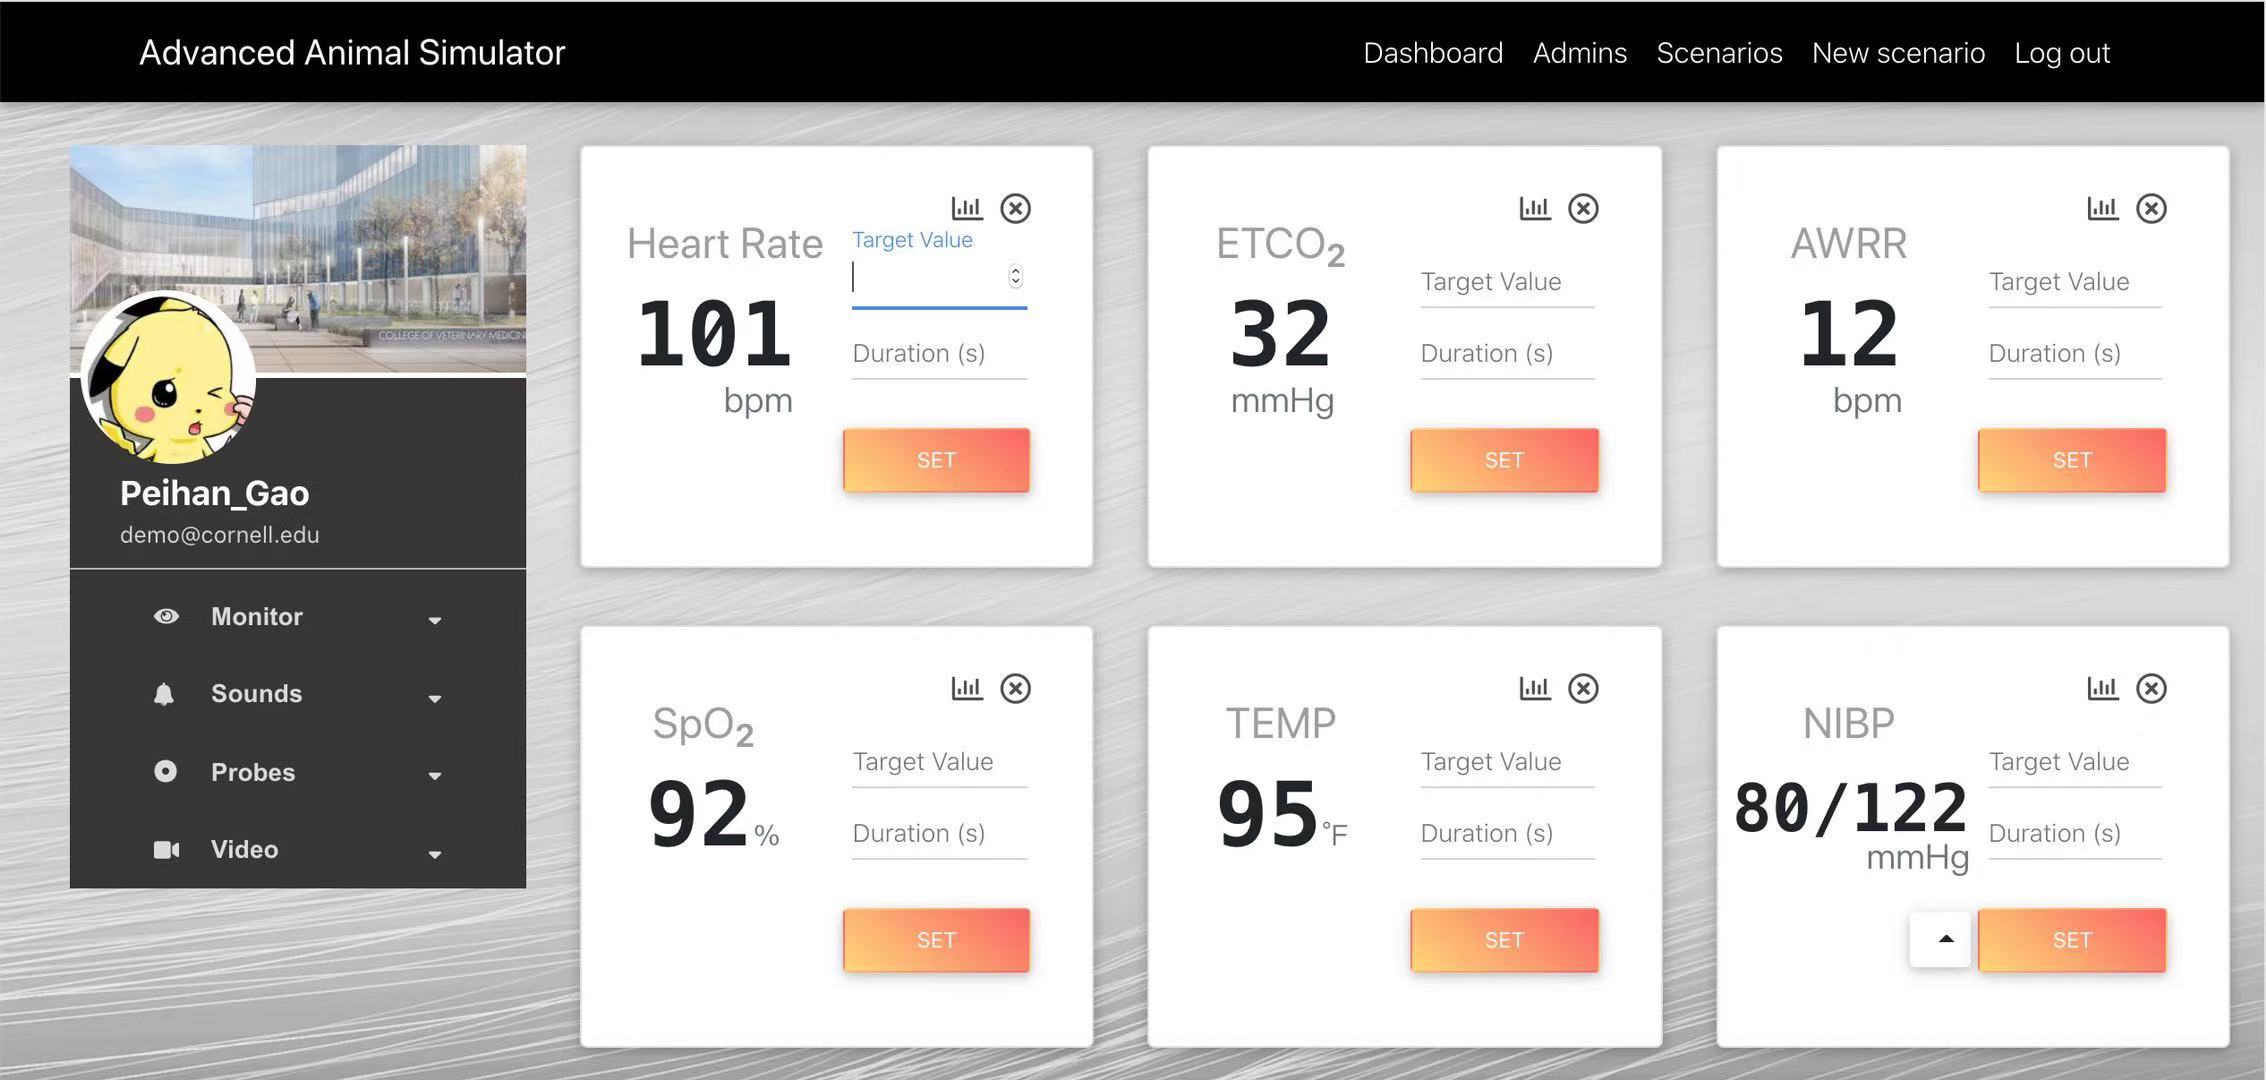 Advanced Animal Simulator
Dashboard Admins Scenarios New scenario Log out
COLLEGE OF VETERINARY MEDICINE
Peihan_Gao
demo@cornell.edu
Monitor
Sounds
Probes
Video
Heart Rate
101
bpm
Target Value
Duration (s)
SET
ETCO₂
32
mmHg
Target Value
Duration (s)
SET
AWRR
12
bpm
Target Value
Duration (s)
SET
SpO₂
92%
Target Value
Duration (s)
SET
TEMP
95°F
Target Value
Duration (s)
SET
NIBP
80/122
mmHg
Target Value
Duration (s)
SET